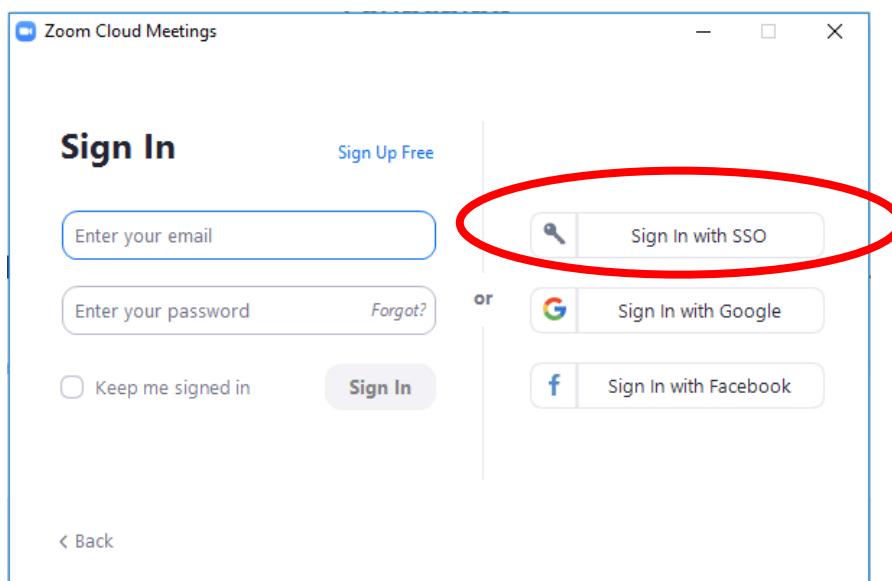 Zoom Cloud Meetings
Sign In
Sign Up Free
Enter your email
Enter your password
Forgot?
Keep me signed in
Sign In
or
Sign In with SSO
Sign In with Google
Sign In with Facebook
< Back